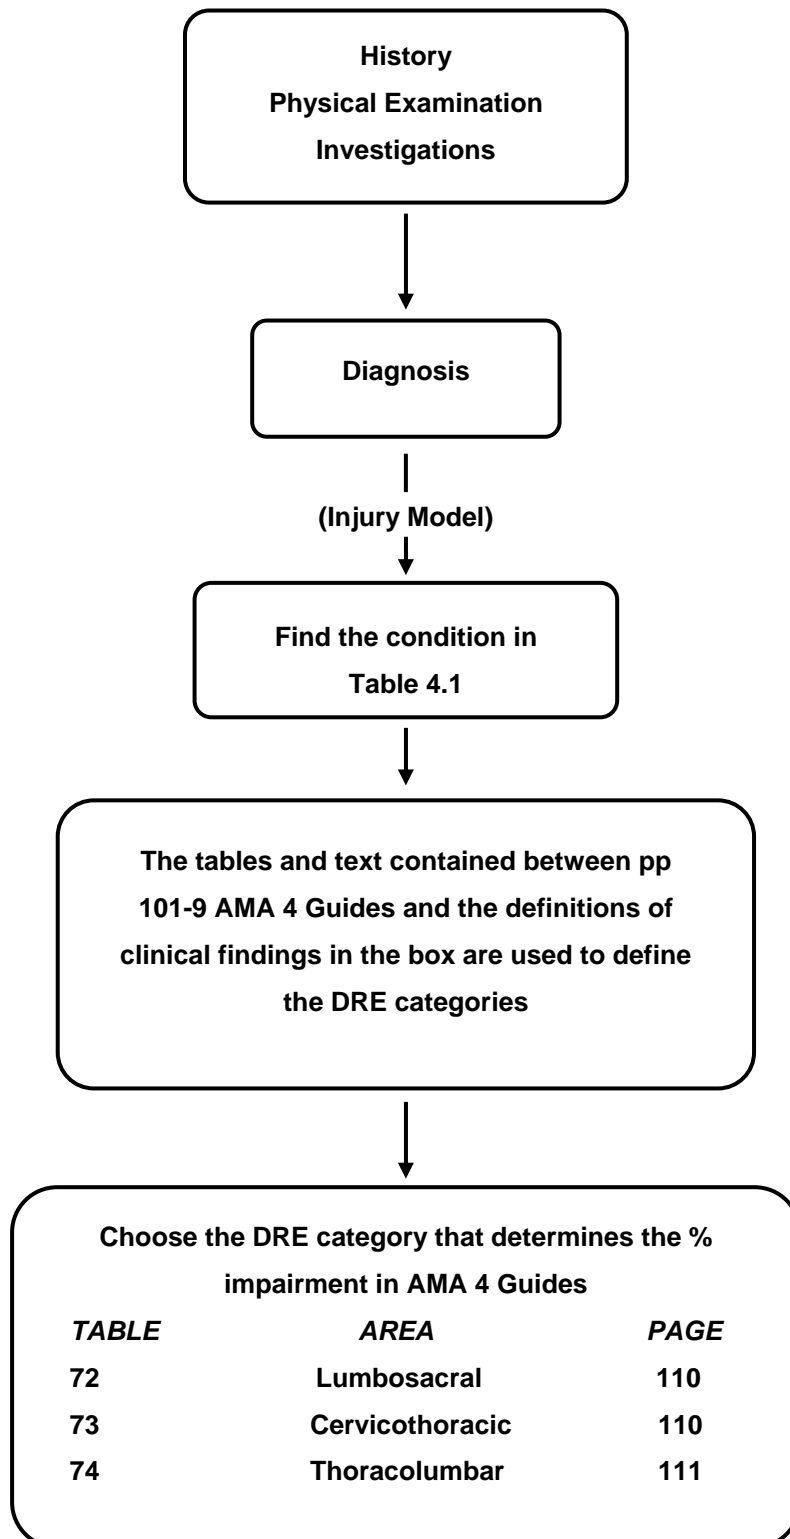 History
Physical Examination
Investigations
Diagnosis
(Injury Model)
Find the condition in
Table 4.1
The tables and text contained between pp
101-9 AMA 4 Guides and the definitions of
clinical findings in the box are used to define
the DRE categories
Choose the DRE category that determines the %
impairment in AMA 4 Guides
TABLE AREA PAGE
72 Lumbosacral 110
73 Cervicothoracic 110
74 Thoracolumbar 111